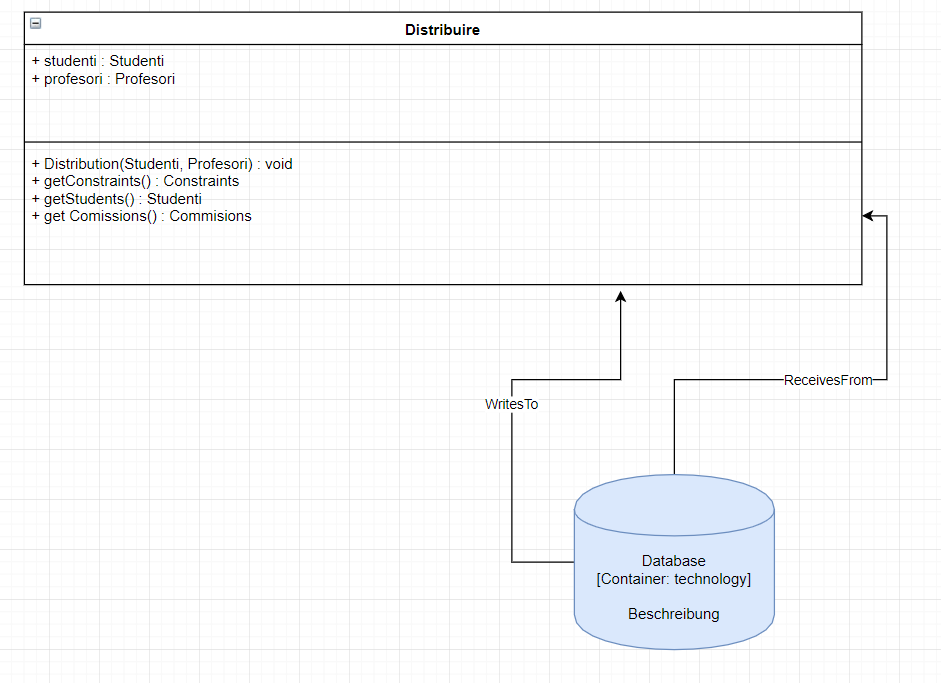 Distribuire
+ studenti : Studenti
+ profesori : Profesori
+ Distribution(Studenti, Profesori) : void
+ getConstraints() : Constraints
+ getStudents() : Studenti
+ get Comissions() : Commisions
ReceivesFrom
WritesTo
Database
[Container: technology]
Beschreibung